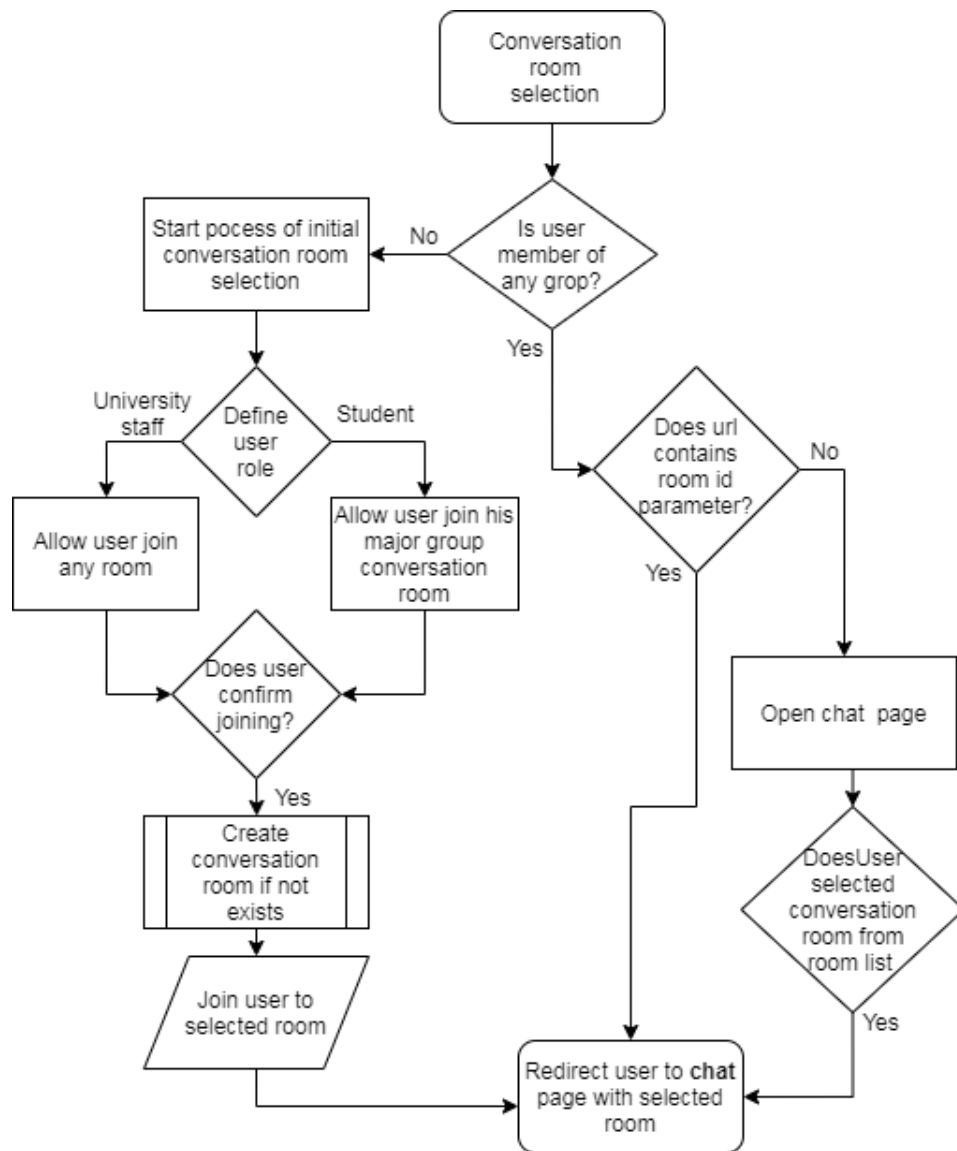 Conversation
room
selection
Is user
member of
any grop?
No
Yes
Start pocess of initial
conversation room
selection
Define
user
role
University
staff
Student
Allow user join
any room
Allow user join his
major group
conversation
room
Does user
confirm
joining?
Yes
Create
conversation
room if not
exists
Join user to
selected room
Does url
contains
room id
parameter?
No
Yes
Open chat  page
DoesUser
selected
conversation
room from
room list
Yes
Redirect user to chat
page with selected
room